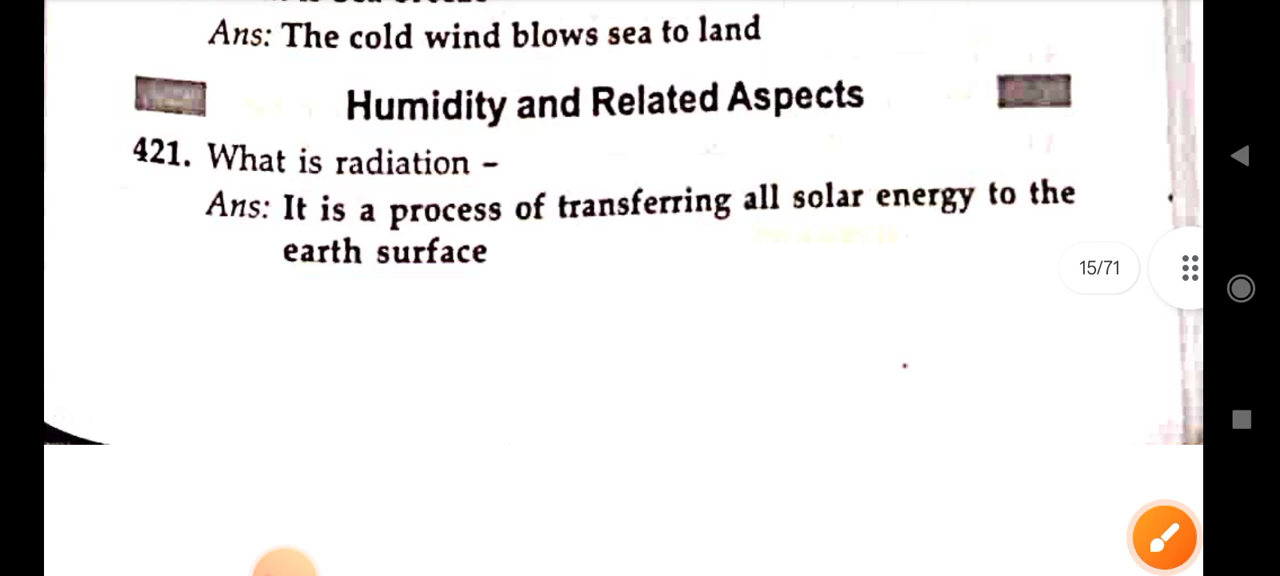 Ans: The cold wind blows sea to land
Humidity and Related Aspects
421. What is radiation –
Ans: It is a process of transferring all solar energy to the
earth surface
15/71